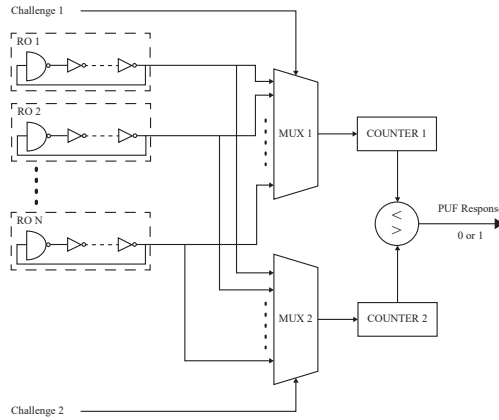 Challenge 1
RO 1
RO 2
RO N
MUX 1
COUNTER 1
<
>
PUF Response
0 or 1
MUX 2
COUNTER 2
Challenge 2